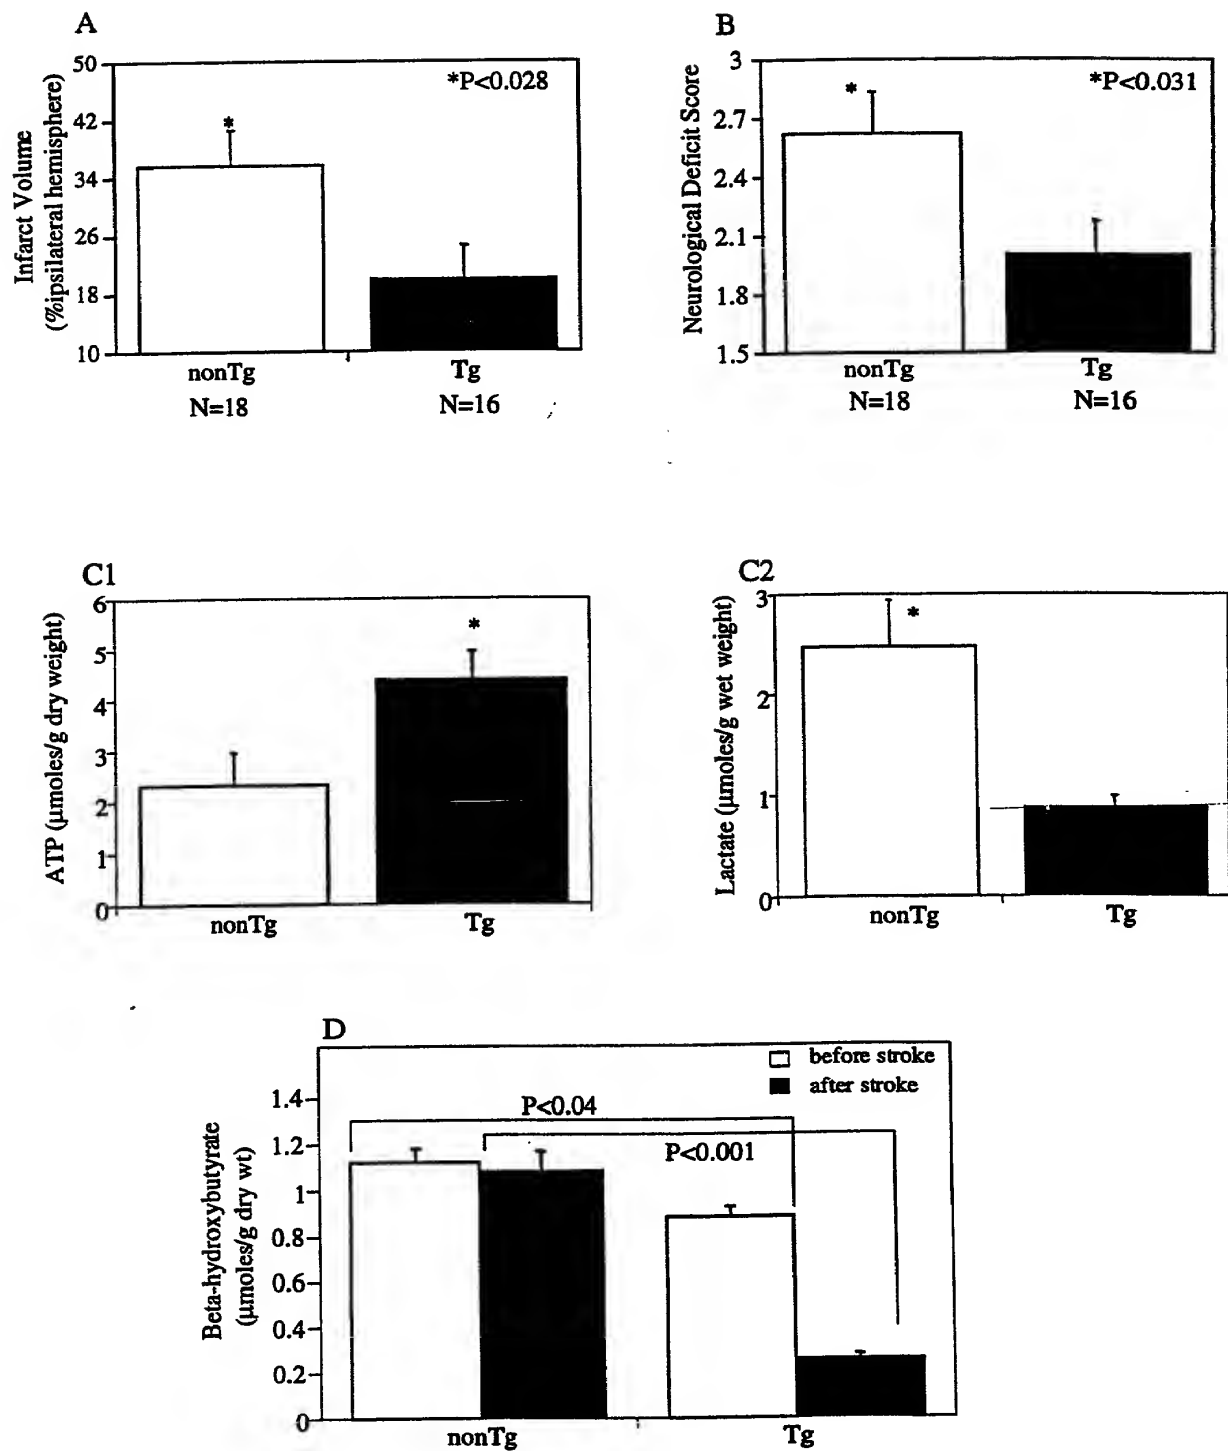 A
Infarct Volume
(%ipsilateral hemisphere)
50
42
34
26
18
10
*P<0.028
*
nonTg
Tg
N=18
N=16
B
Neurological Deficit Score
3
2.7
2.4
2.1
1.8
1.5
*P<0.031
*
nonTg
Tg
N=18
N=16
C1
ATP (µmoles/g dry weight)
6
5
4
3
2
1
0
*
nonTg
Tg
C2
Lactate (µmoles/g wet weight)
3
2
1
0
*
nonTg
Tg
D
Beta-hydroxybutyrate
(µmoles/g dry wt)
1.4
1.2
1
0.8
0.6
0.4
0.2
0
before stroke
after stroke
P<0.04
P<0.001
nonTg
Tg